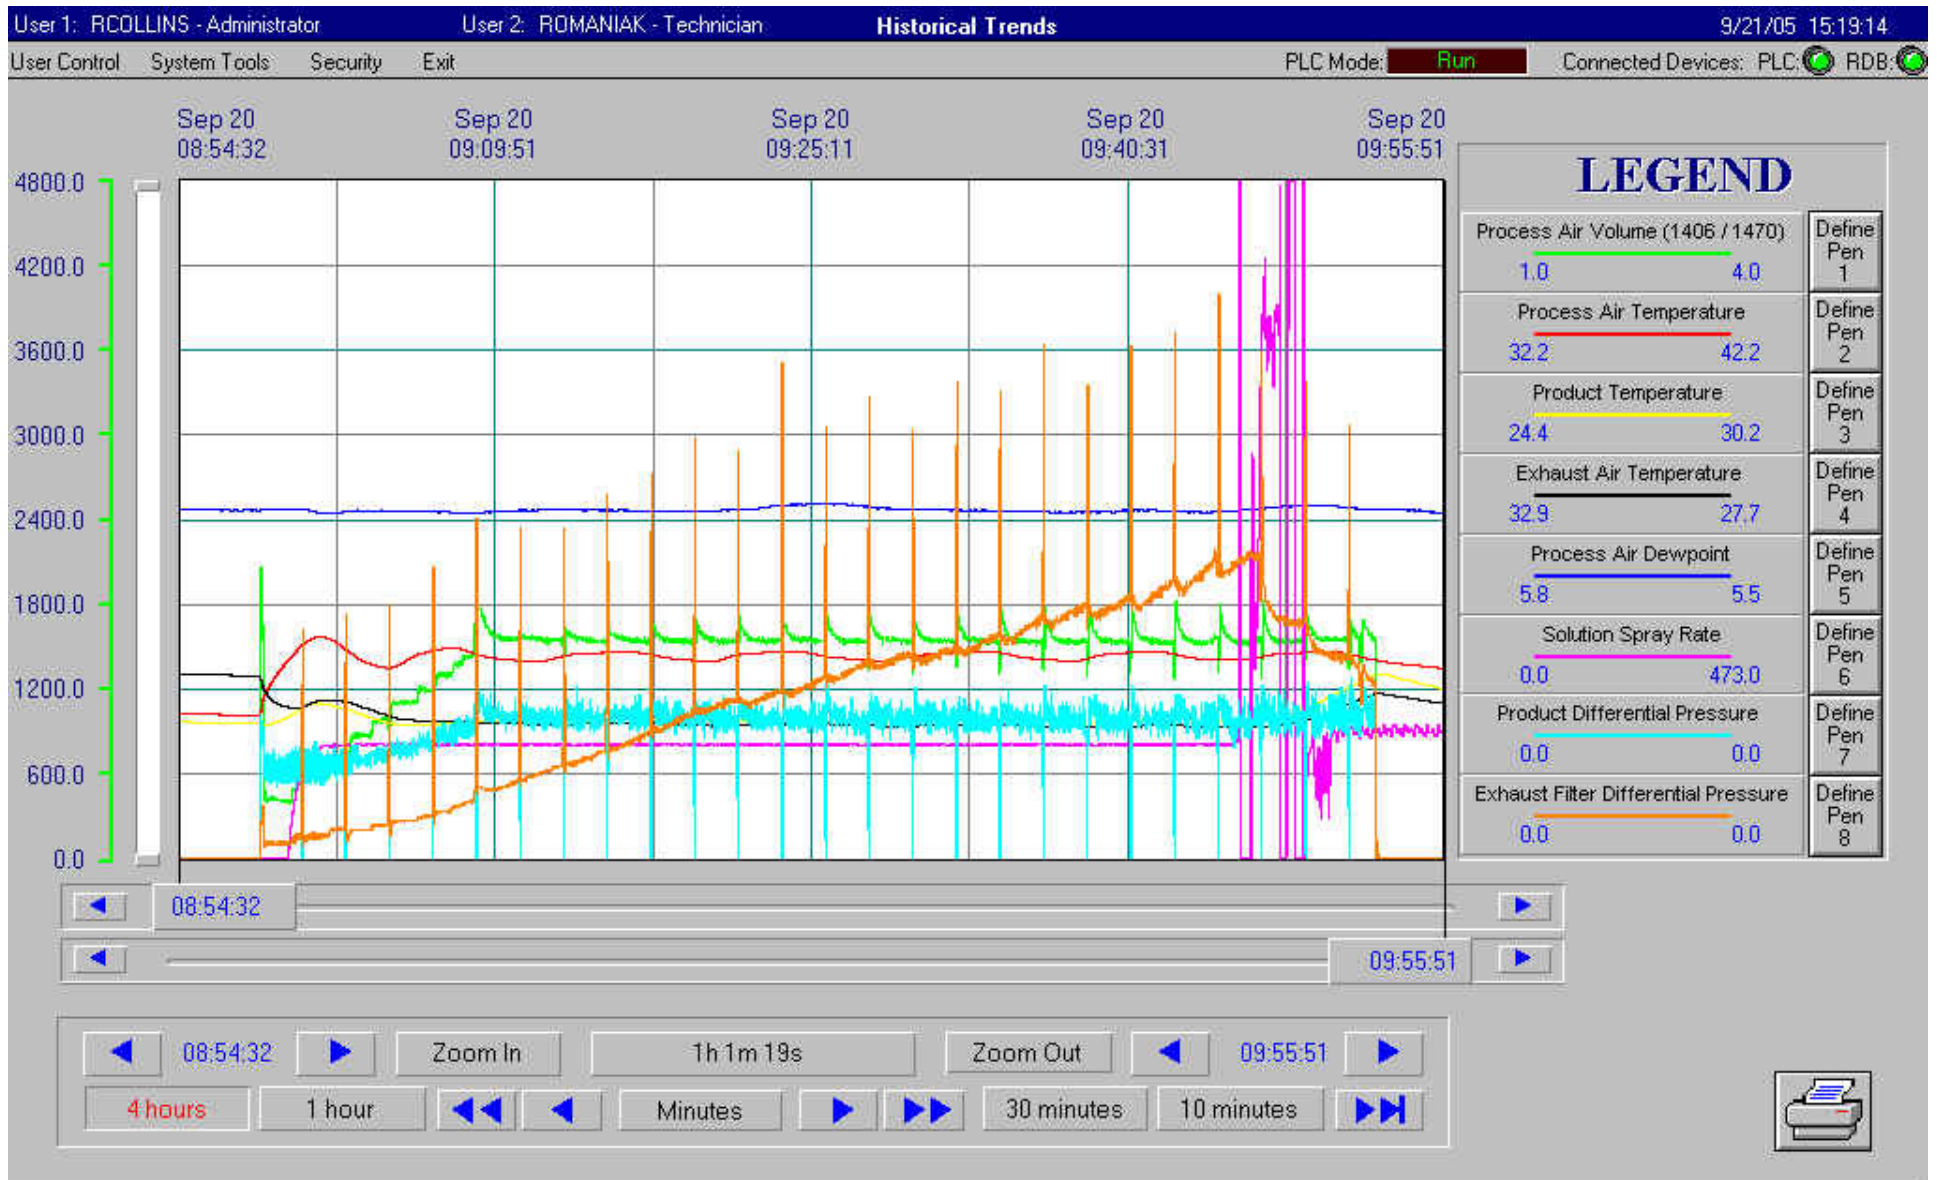 User 1: RCOLLINS - Administrator User 2: ROMANIAK - Technician Historical Trends 9/21/05 15:19:14
User Control System Tools Security Exit PLC Mode: Run Connected Devices: PLC: RDB:
Sep 20 Sep 20 Sep 20 Sep 20 Sep 20
08:54:32 09:09:51 09:25:11 09:40:31 09:55:51
4800.0
4200.0
3600.0
3000.0
2400.0
1800.0
1200.0
600.0
0.0
LEGEND
Process Air Volume (1406 / 1470)
1.0 4.0
Define
Pen
1
Process Air Temperature
32.2 42.2
Define
Pen
2
Product Temperature
24.4 30.2
Define
Pen
3
Exhaust Air Temperature
32.9 27.7
Define
Pen
4
Process Air Dewpoint
5.8 5.5
Define
Pen
5
Solution Spray Rate
0.0 473.0
Define
Pen
6
Product Differential Pressure
0.0 0.0
Define
Pen
7
Exhaust Filter Differential Pressure
0.0 0.0
Define
Pen
8
08:54:32
09:55:51
08:54:32 Zoom In 1h 1m 19s Zoom Out 09:55:51
4 hours 1 hour Minutes 30 minutes 10 minutes